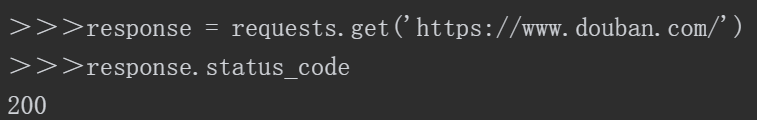 >>>response = requests.get('https://www.douban.com/')
>>>response.status_code
200